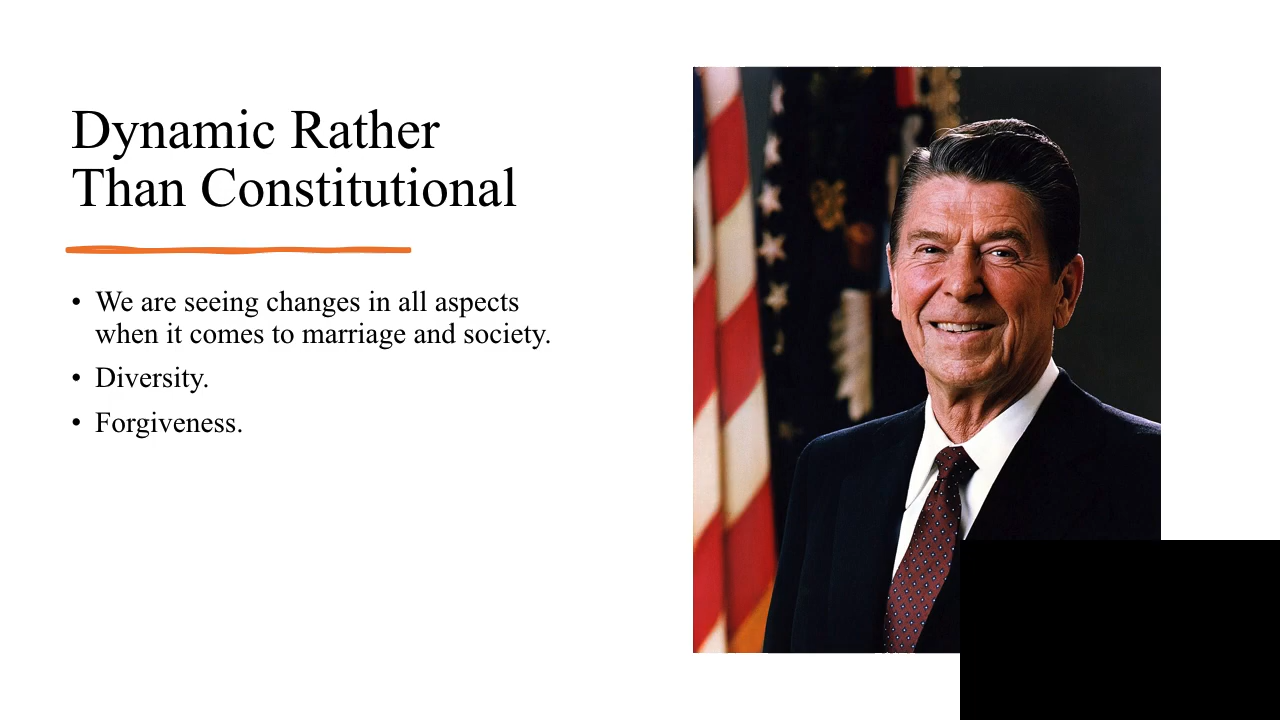 Dynamic Rather
Than Constitutional
• We are seeing changes in all aspects
when it comes to marriage and society.
• Diversity.
• Forgiveness.